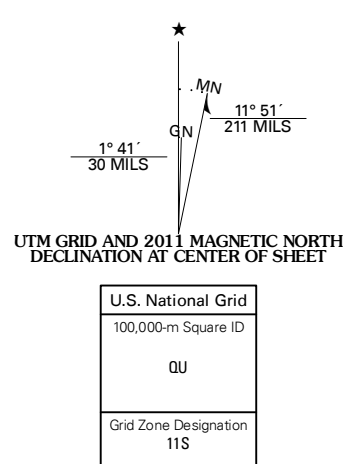 ★
MN
11° 51´
211 MILS
GN
1° 41´
30 MILS
UTM GRID AND 2011 MAGNETIC NORTH
DECLINATION AT CENTER OF SHEET
U.S. National Grid
100,000-m Square ID
QU
Grid Zone Designation
11S